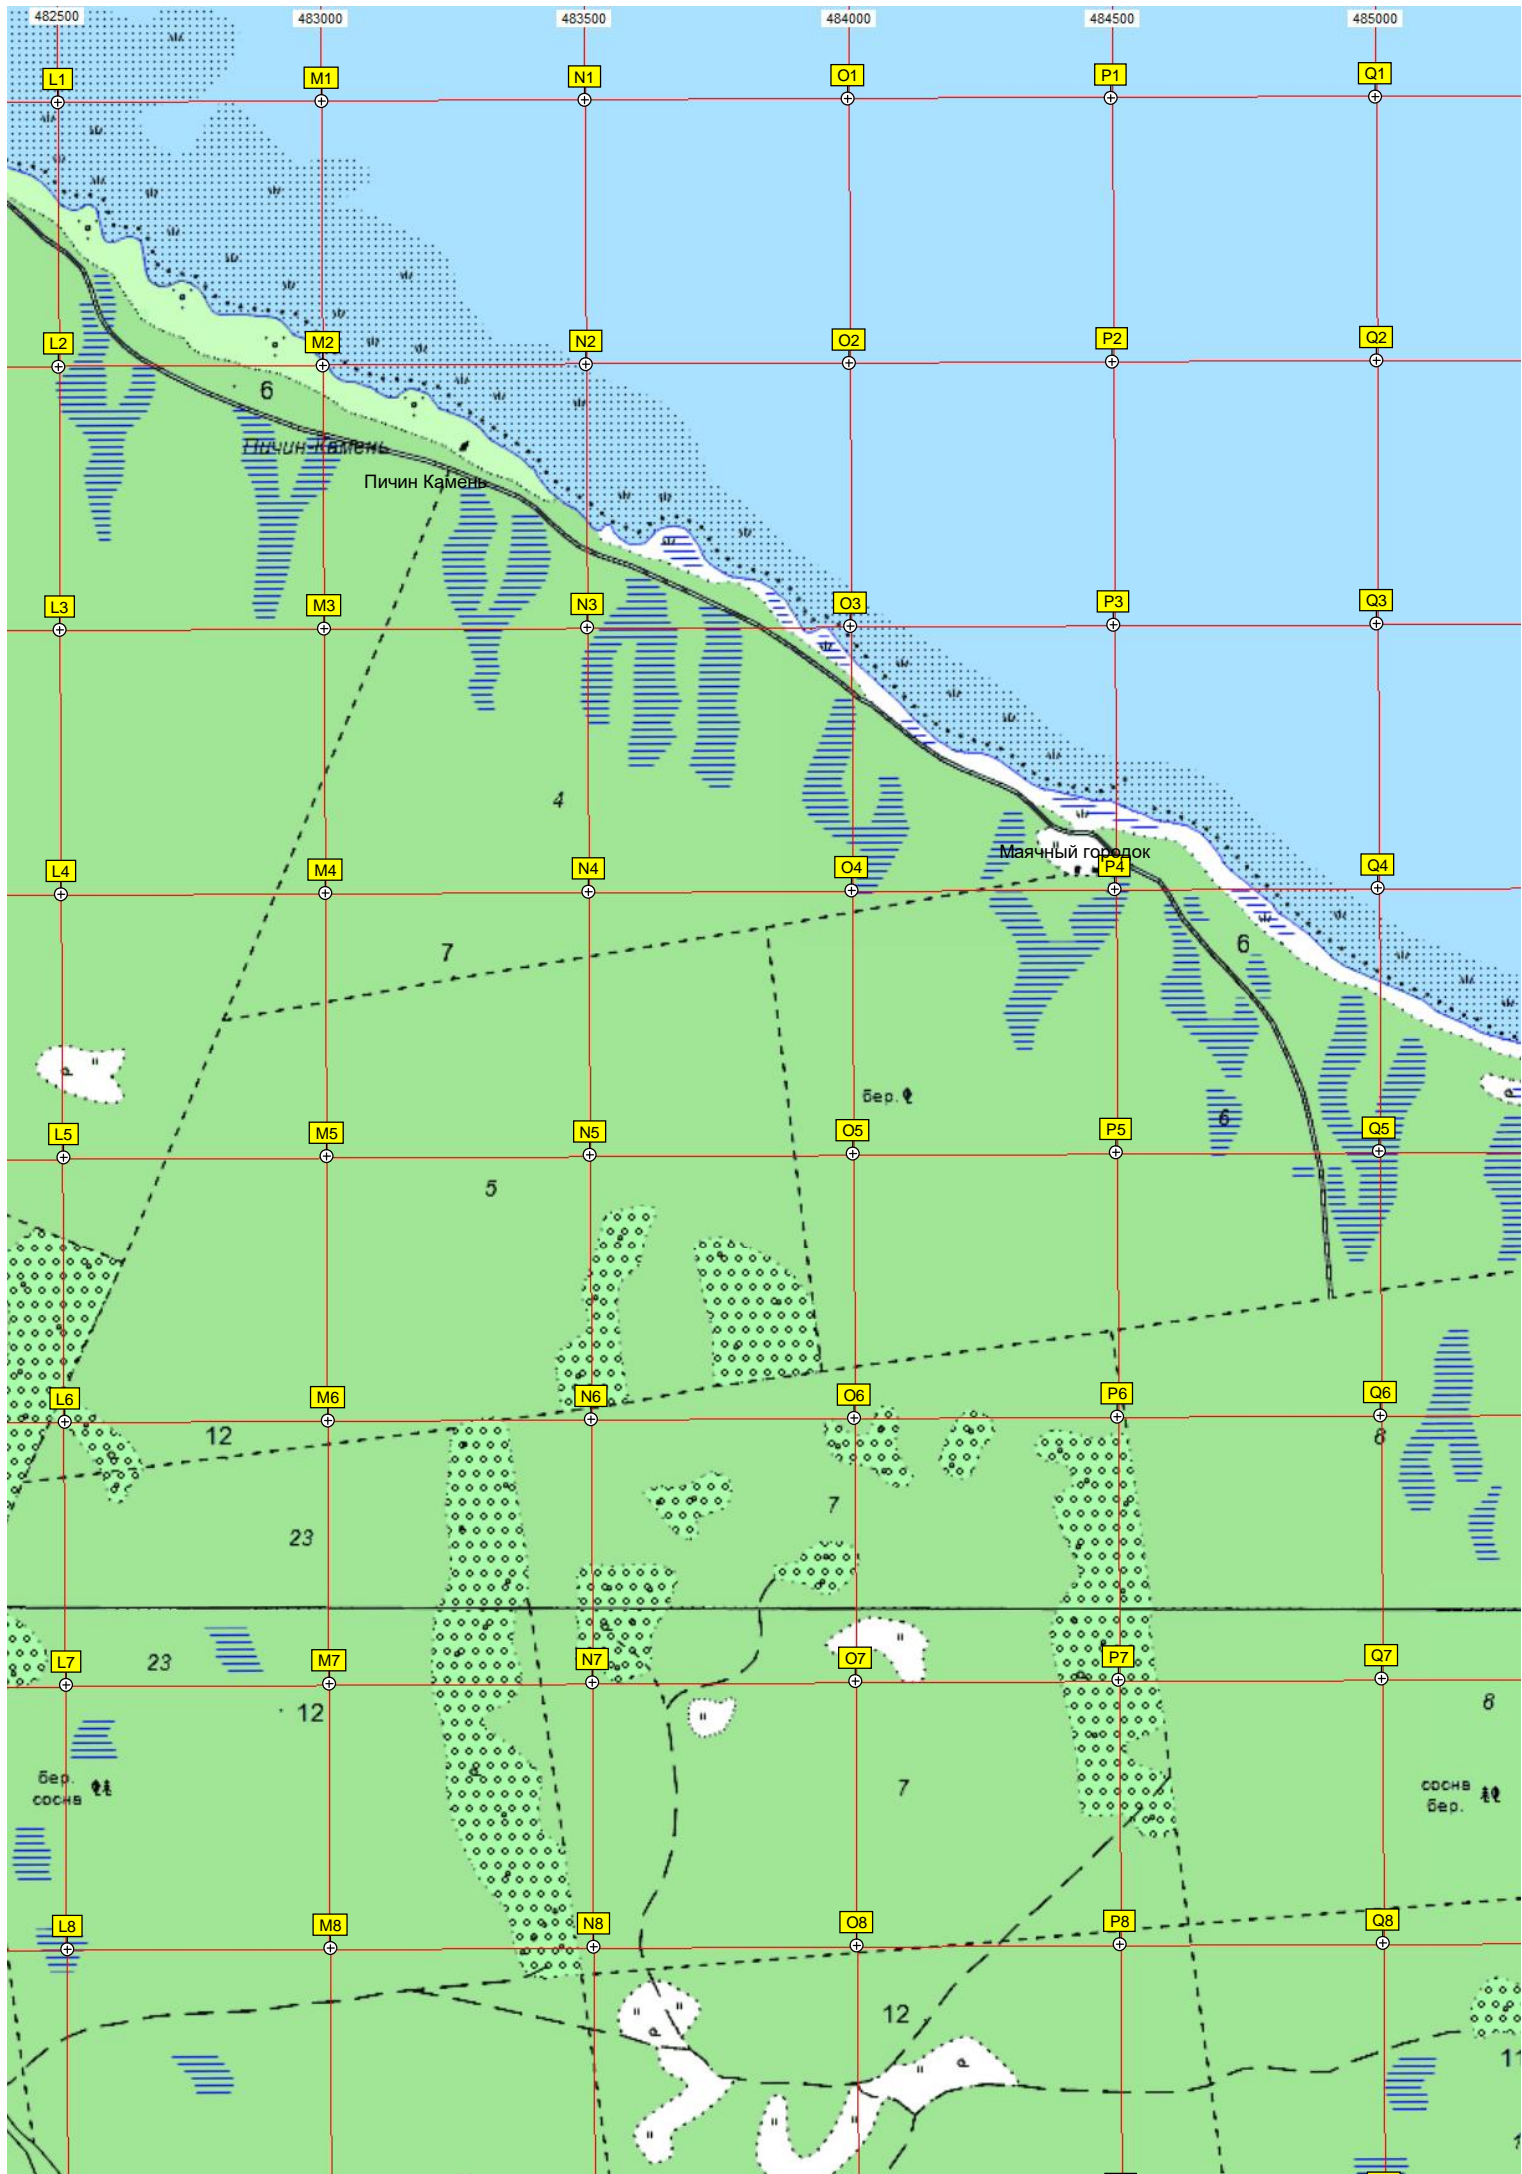 482500 483000 483500 484000 484500 485000
L1 M1 N1 O1 P1 Q1
L2 M2 N2 O2 P2 Q2
6
Пичин-Камень
Пичин Камень
L3 M3 N3 O3 P3 Q3
4
Маячный городок
L4 M4 N4 O4 P4 Q4
7 6
р
бер.
6
L5 M5 N5 O5 P5 Q5
5
L6 M6 N6 O6 P6 Q6
12 8
7
23
L7 M7 N7 O7 P7 Q7
23
12 8
бер.
сосна
7
сосна
бер.
L8 M8 N8 O8 P8 Q8
12
р
р
11